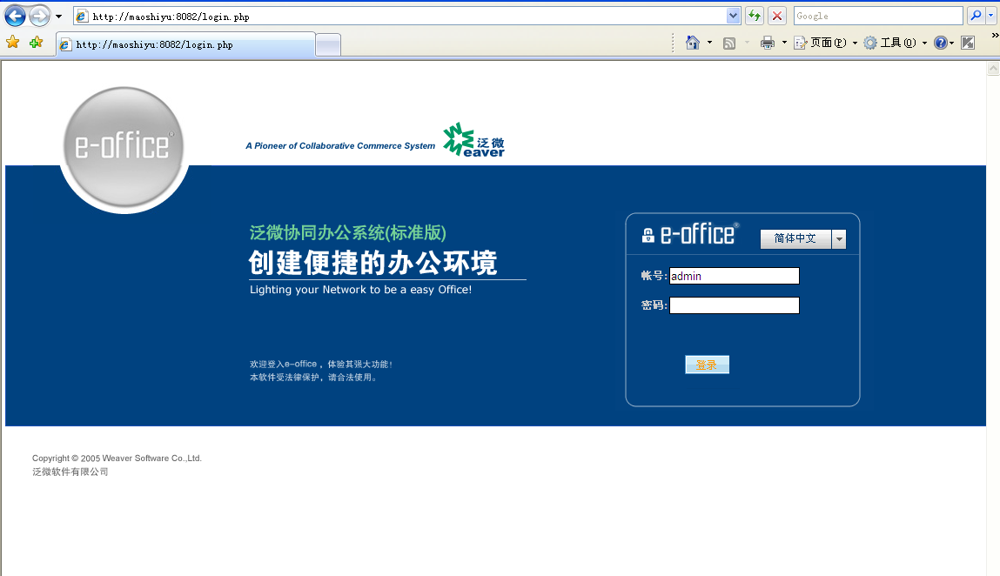 http://maoshiyu:8082/login.php
Google
http://maoshiyu:8082/login.php
页面(P)
工具(O)
e-office®
A Pioneer of Collaborative Commerce System
泛微
eaver
泛微协同办公系统(标准版)
创建便捷的办公环境
Lighting your Network to be a easy Office!
e-office®
简体中文
帐号:
admin
密码:
登录
欢迎登入e-office ，体验其强大功能!
本软件受法律保护，请合法使用。
Copyright © 2005 Weaver Software Co.,Ltd.
泛微软件有限公司